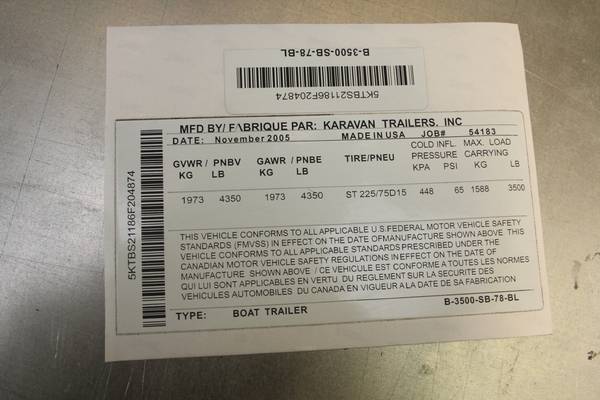 B-3500-SB-78-BL
5KTBS21186F204874
MFD BY/ FABRIQUE PAR: KARAVAN TRAILERS, INC
DATE: November 2005 MADE IN USA JOB# 54183
GVWR / PNBV GAWR / PNBE TIRE/PNEU COLD INFL. MAX. LOAD
PRESSURE CARRYING
KG LB KG LB KPA PSI KG LB
1973 4350 1973 4350 ST 225/75D15 448 65 1588 3500
THIS VEHICLE CONFORMS TO ALL APPLICABLE U.S.FEDERAL MOTOR VEHICLE SAFETY
STANDARDS (FMVSS) IN EFFECT ON THE DATE OFMANUFACTURE SHOWN ABOVE THIS
VEHICLE CONFORMS TO ALL APPLICABLE STANDARDSPRESCRIBED UNDER THE
CANADIAN MOTOR VEHICLE SAFETY REGULATIONS IN EFFECT ON THE DATE OF
MANUFACTURE SHOWN ABOVE / CE VEHICULE EST CONFORME A TOUTES LES NORMES
QUI LUI SONT APPLICABLES EN VERTU DU REGLEMENT SUR LA SECURITE DES
VEHICULES AUTOMOBILES DU CANADA EN VIGUEUR A LA DATE DE SA FABRICATION
B-3500-SB-78-BL
TYPE: BOAT TRAILER
5KTBS21186F204874